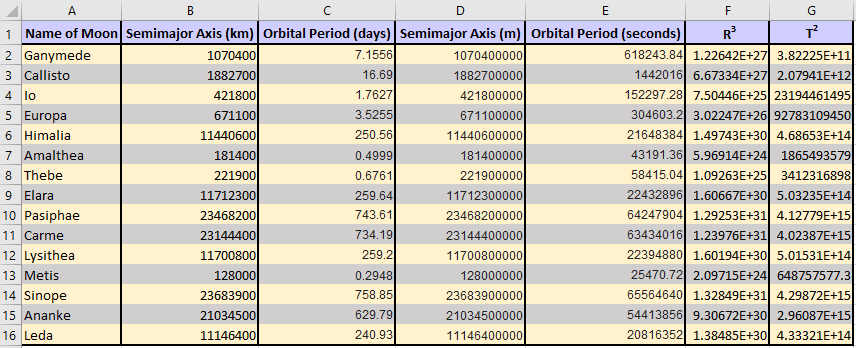 A B C D E F G
1 Name of Moon Semimajor Axis (km) Orbital Period (days) Semimajor Axis (m) Orbital Period (seconds) R³ T²
2 Ganymede 1070400 7.1556 1070400000 618243.84 1.22642E+27 3.82225E+11
3 Callisto 1882700 16.69 1882700000 1442016 6.67334E+27 2.07941E+12
4 Io 421800 1.7627 421800000 152297.28 7.50446E+25 23194461495
5 Europa 671100 3.5255 671100000 304603.2 3.02247E+26 92783109450
6 Himalia 11440600 250.56 11440600000 21648384 1.49743E+30 4.68653E+14
7 Amalthea 181400 0.4999 181400000 43191.36 5.96914E+24 1865493579
8 Thebe 221900 0.6761 221900000 58415.04 1.09263E+25 3412316898
9 Elara 11712300 259.64 11712300000 22432896 1.60667E+30 5.03235E+14
10 Pasiphae 23468200 743.61 23468200000 64247904 1.29253E+31 4.12779E+15
11 Carme 23144400 734.19 23144400000 63434016 1.23976E+31 4.02387E+15
12 Lysithea 11700800 259.2 11700800000 22394880 1.60194E+30 5.01531E+14
13 Metis 128000 0.2948 128000000 25470.72 2.09715E+24 648757577.3
14 Sinope 23683900 758.85 23683900000 65564640 1.32849E+31 4.29872E+15
15 Ananke 21034500 629.79 21034500000 54413856 9.30672E+30 2.96087E+15
16 Leda 11146400 240.93 11146400000 20816352 1.38485E+30 4.33321E+14